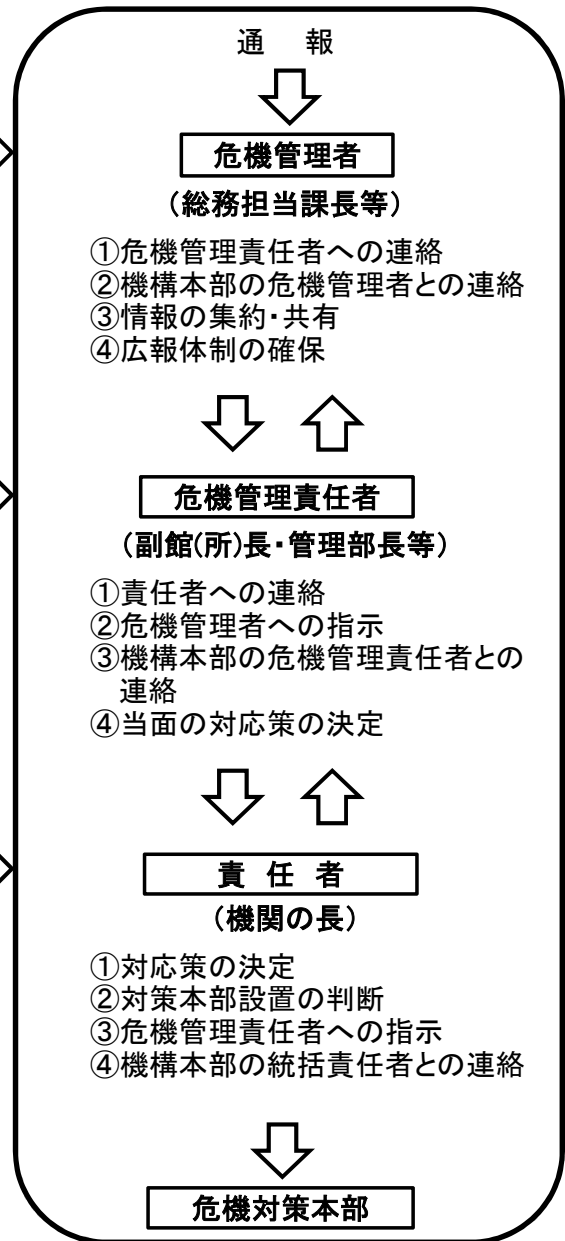 通　報
危機管理者
（総務担当課長等）
①危機管理責任者への連絡
②機構本部の危機管理者との連絡
③情報の集約・共有
④広報体制の確保
危機管理責任者
（副館(所)長・管理部長等）
①責任者への連絡
②危機管理者への指示
③機構本部の危機管理責任者との
連絡
④当面の対応策の決定
責　任　者
（機関の長）
①対応策の決定
②対策本部設置の判断
③危機管理責任者への指示
④機構本部の統括責任者との連絡
危機対策本部